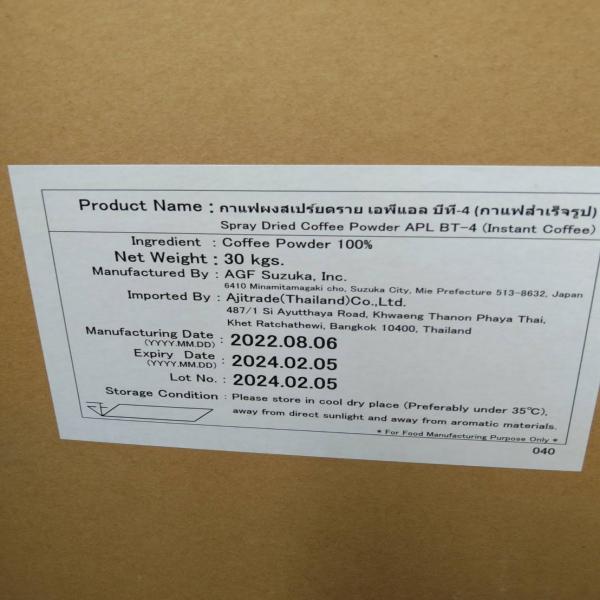 Product Name : กาแฟผงสเปร์ยดราย เอพีแอล บีที-4 (กาแฟสำเร็จรูป)
Spray Dried Coffee Powder APL BT-4 (Instant Coffee)
Ingredient : Coffee Powder 100%
Net Weight : 30 kgs.
Manufactured By : AGF Suzuka, Inc.
6410 Minamitamagaki cho, Suzuka City, Mie Prefecture 513-8632, Japan
Imported By : Ajitrade(Thailand)Co.,Ltd.
487/1 Si Ayutthaya Road, Khwaeng Thanon Phaya Thai,
Khet Ratchathewi, Bangkok 10400, Thailand
Manufacturing Date : 2022.08.06
(YYYY.MM.DD)
Expiry Date : 2024.02.05
(YYYY.MM.DD)
Lot No. : 2024.02.05
Storage Condition : Please store in cool dry place (Preferably under 35℃),
away from direct sunlight and away from aromatic materials.
* For Food Manufacturing Purpose Only *
040